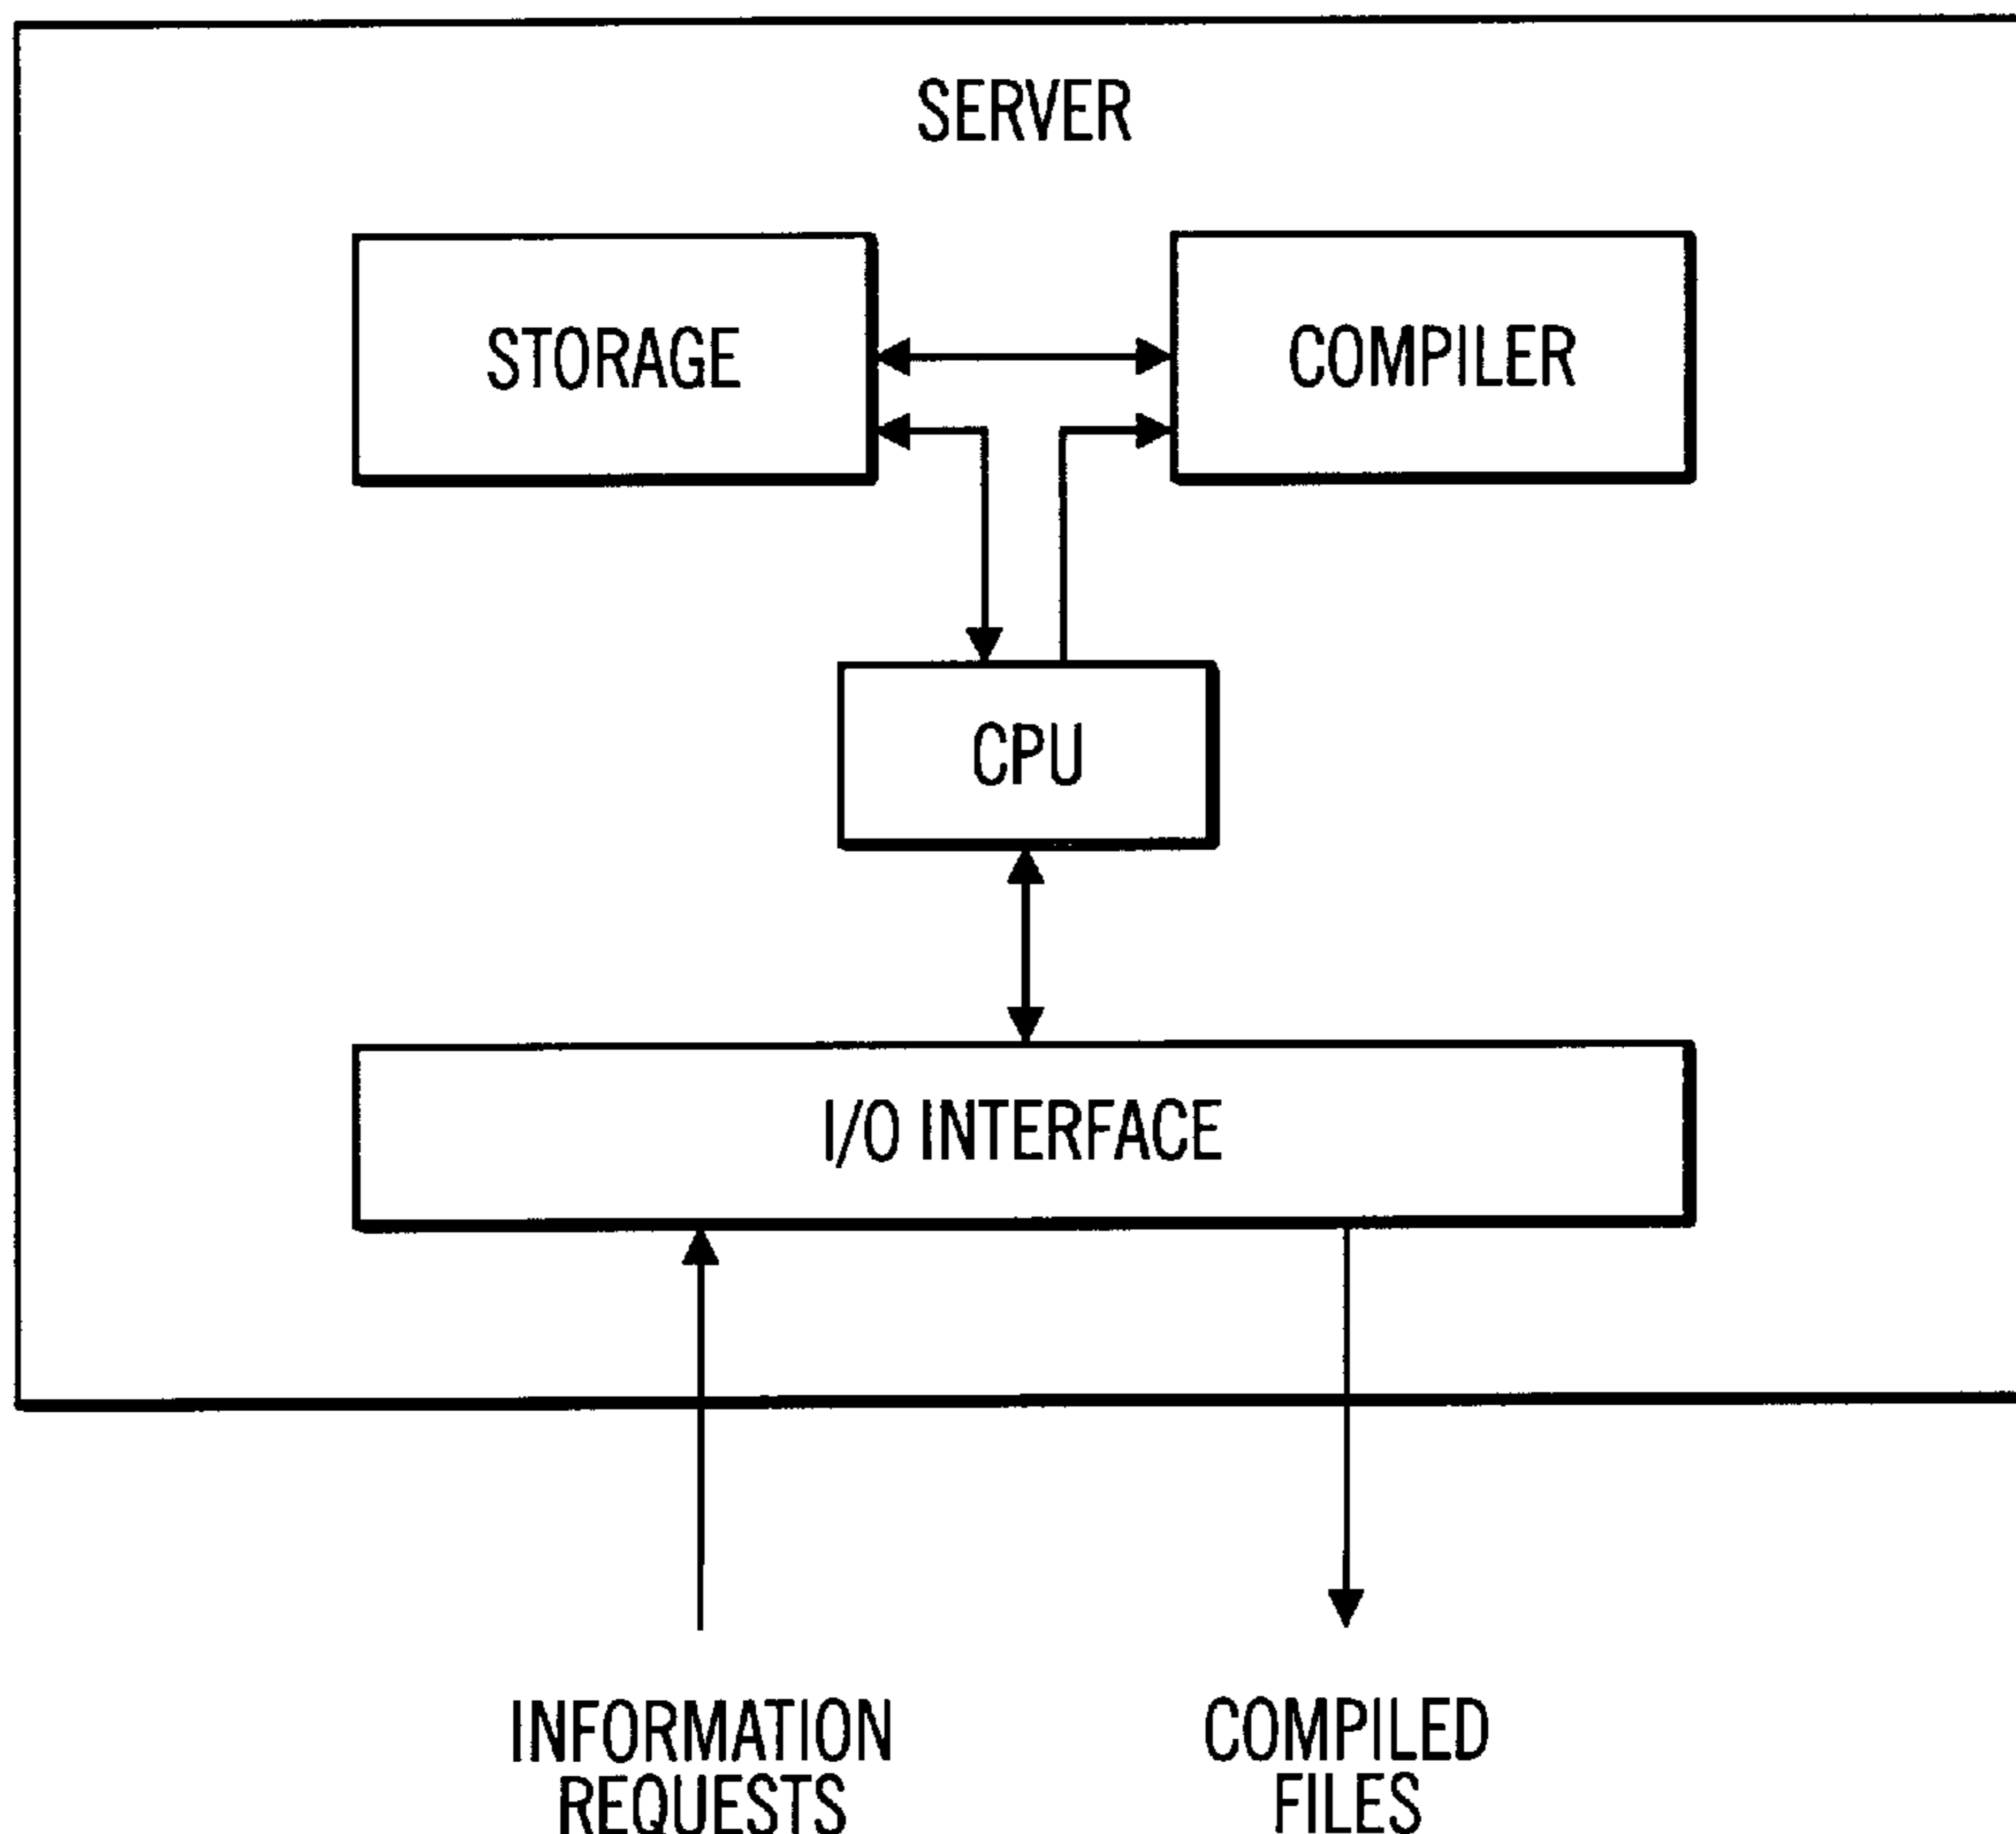 SERVER
STORAGE
COMPILER
CPU
I/O INTERFACE
INFORMATION
REQUESTS
COMPILED
FILES